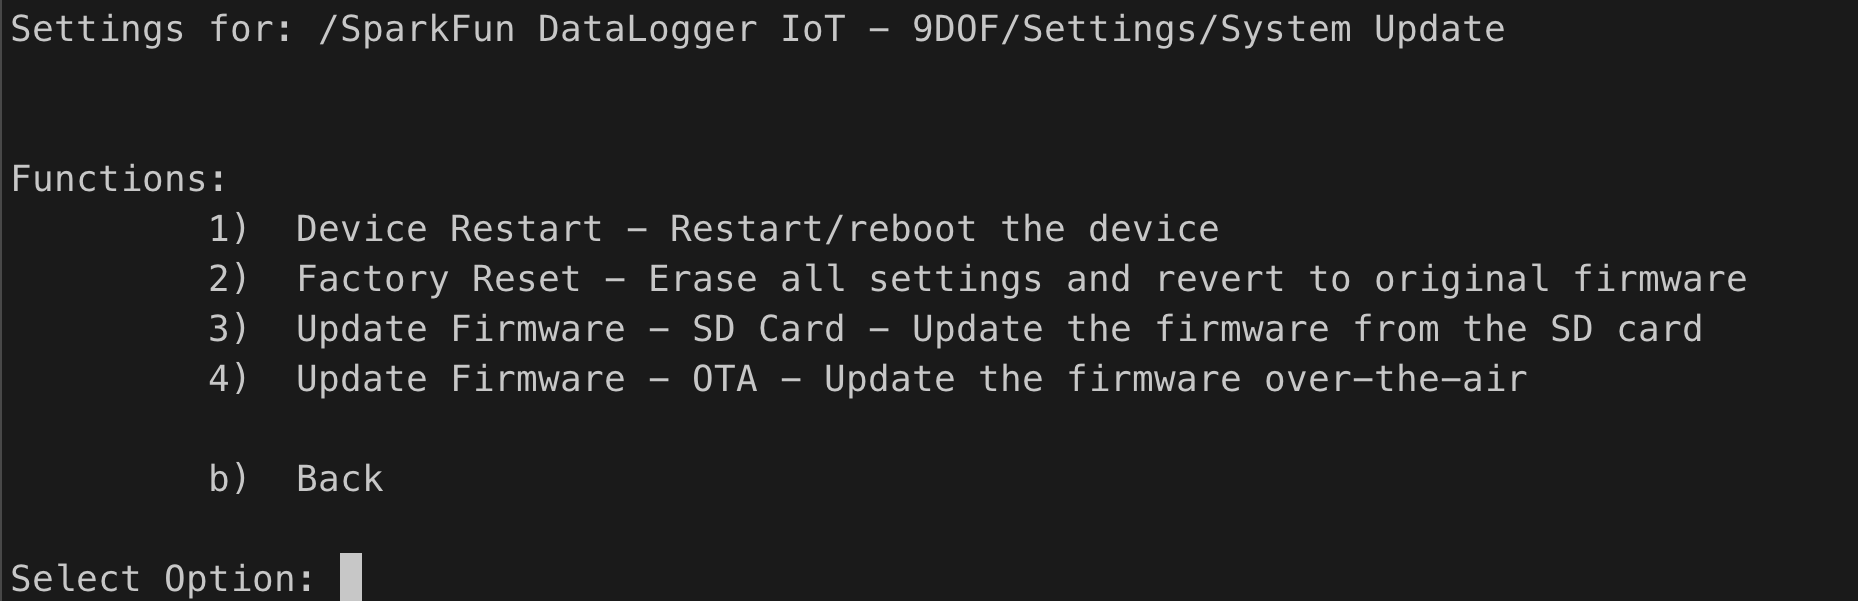 Settings for: /SparkFun DataLogger IoT – 9DOF/Settings/System Update
Functions:
1) Device Restart – Restart/reboot the device
2) Factory Reset – Erase all settings and revert to original firmware
3) Update Firmware – SD Card – Update the firmware from the SD card
4) Update Firmware – OTA – Update the firmware over–the–air
b) Back
Select Option: